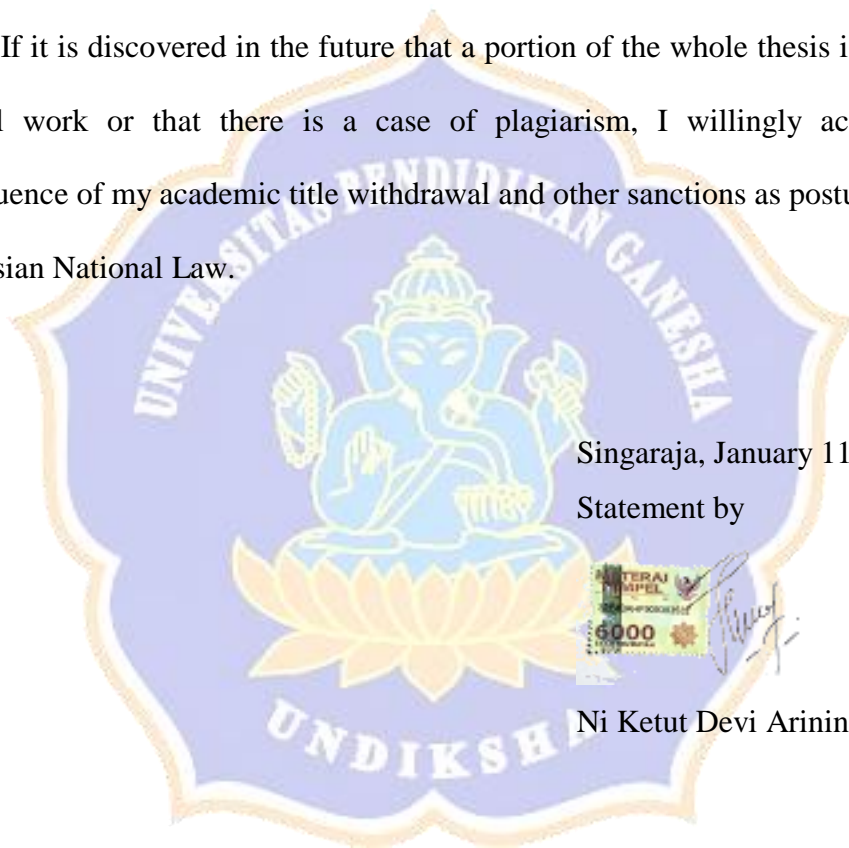 If it is discovered in the future that a portion of the whole thesis i
l work or that there is a case of plagiarism, I willingly ac
uence of my academic title withdrawal and other sanctions as postu
sian National Law.
UNIVERSITAS PENDIDIKAN GANESHA
Singaraja, January 11
Statement by
TERAI
MPEL
6000
Ni Ketut Devi Arinin
UNDIKSHA